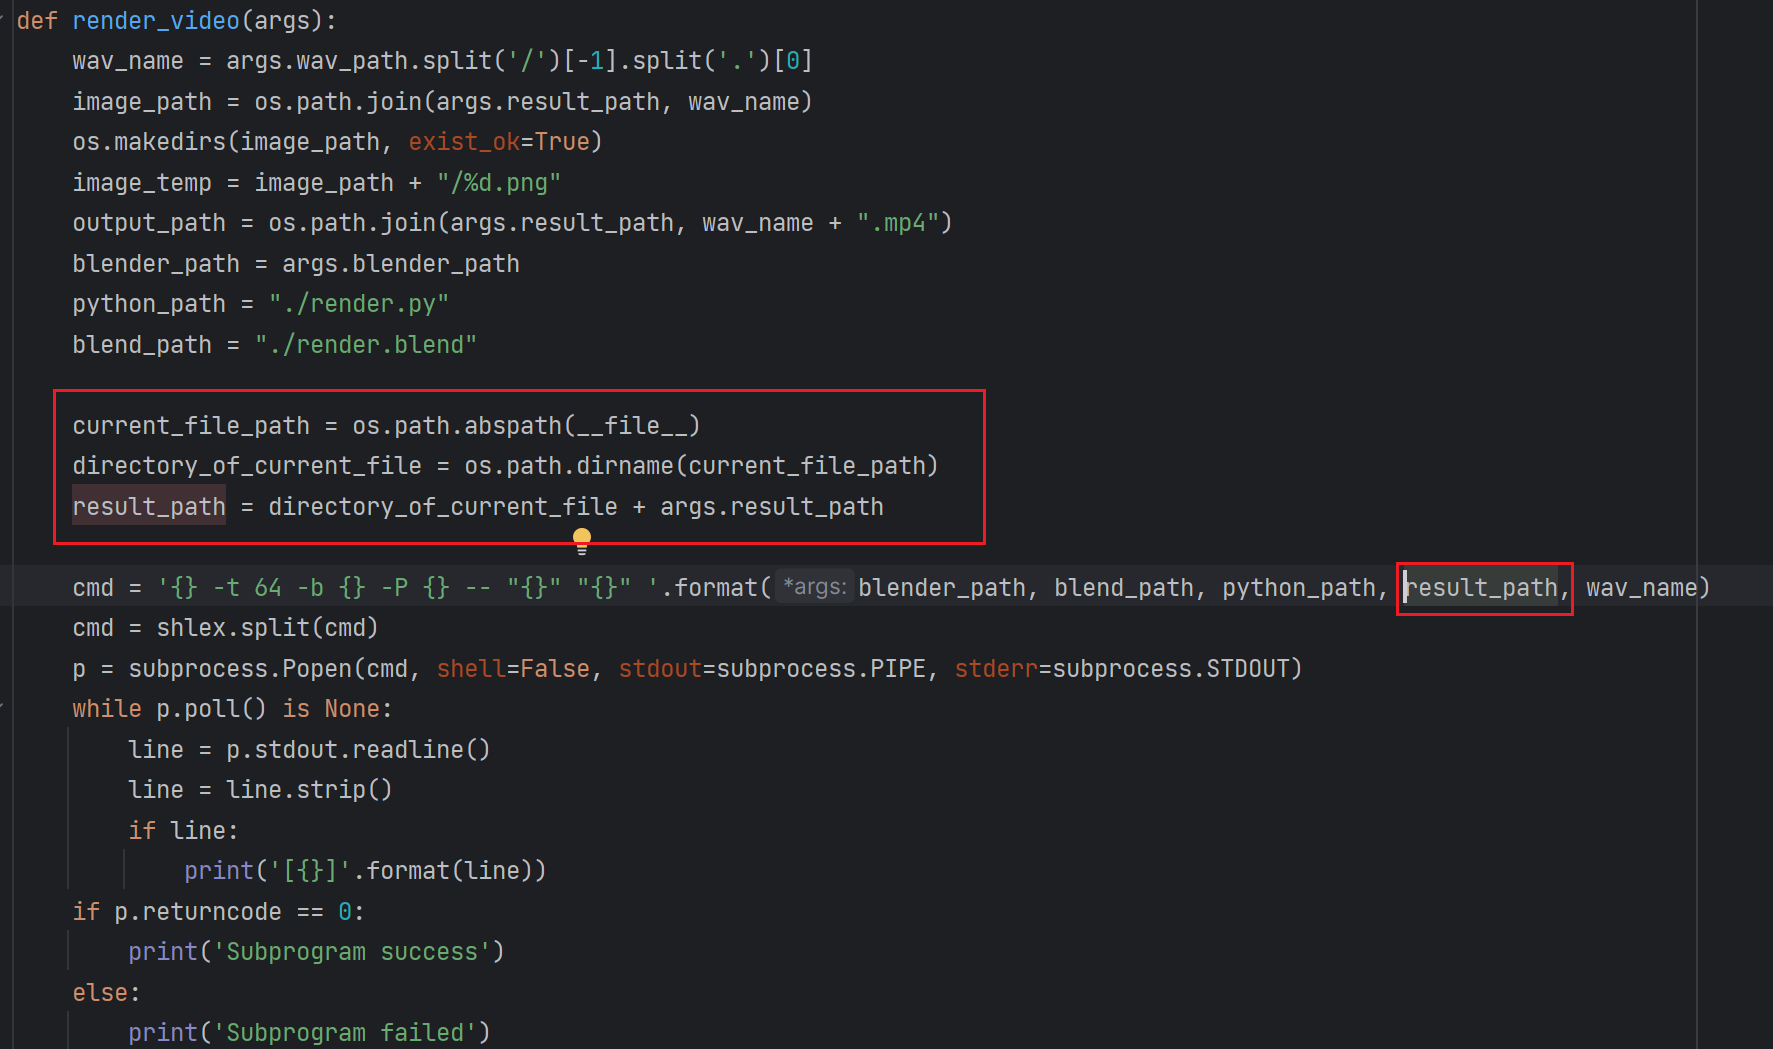 def render_video(args):
    wav_name = args.wav_path.split('/')[-1].split('.')[0]
    image_path = os.path.join(args.result_path, wav_name)
    os.makedirs(image_path, exist_ok=True)
    image_temp = image_path + "/%d.png"
    output_path = os.path.join(args.result_path, wav_name + ".mp4")
    blender_path = args.blender_path
    python_path = "./render.py"
    blend_path = "./render.blend"
    current_file_path = os.path.abspath(__file__)
    directory_of_current_file = os.path.dirname(current_file_path)
    result_path = directory_of_current_file + args.result_path
    cmd = '{} -t 64 -b {} -P {} -- "{}" "{}" '.format( *args: blender_path, blend_path, python_path, result_path, wav_name)
    cmd = shlex.split(cmd)
    p = subprocess.Popen(cmd, shell=False, stdout=subprocess.PIPE, stderr=subprocess.STDOUT)
    while p.poll() is None:
        line = p.stdout.readline()
        line = line.strip()
        if line:
            print('[{}]'.format(line))
    if p.returncode == 0:
        print('Subprogram success')
    else:
        print('Subprogram failed')